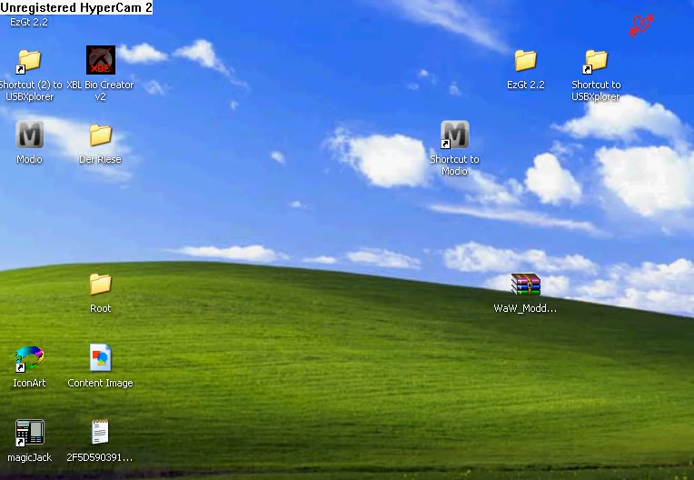 Unregistered HyperCam 2
EzGt 2.2
Shortcut (2) to
USBXplorer
XBL Bio Creator
v2
EzGt 2.2
Shortcut to
USBXplorer
Modio
Der Riese
Shortcut to
Modio
Root
WaW_Modd...
IconArt
Content Image
magicJack
2F5D590391...